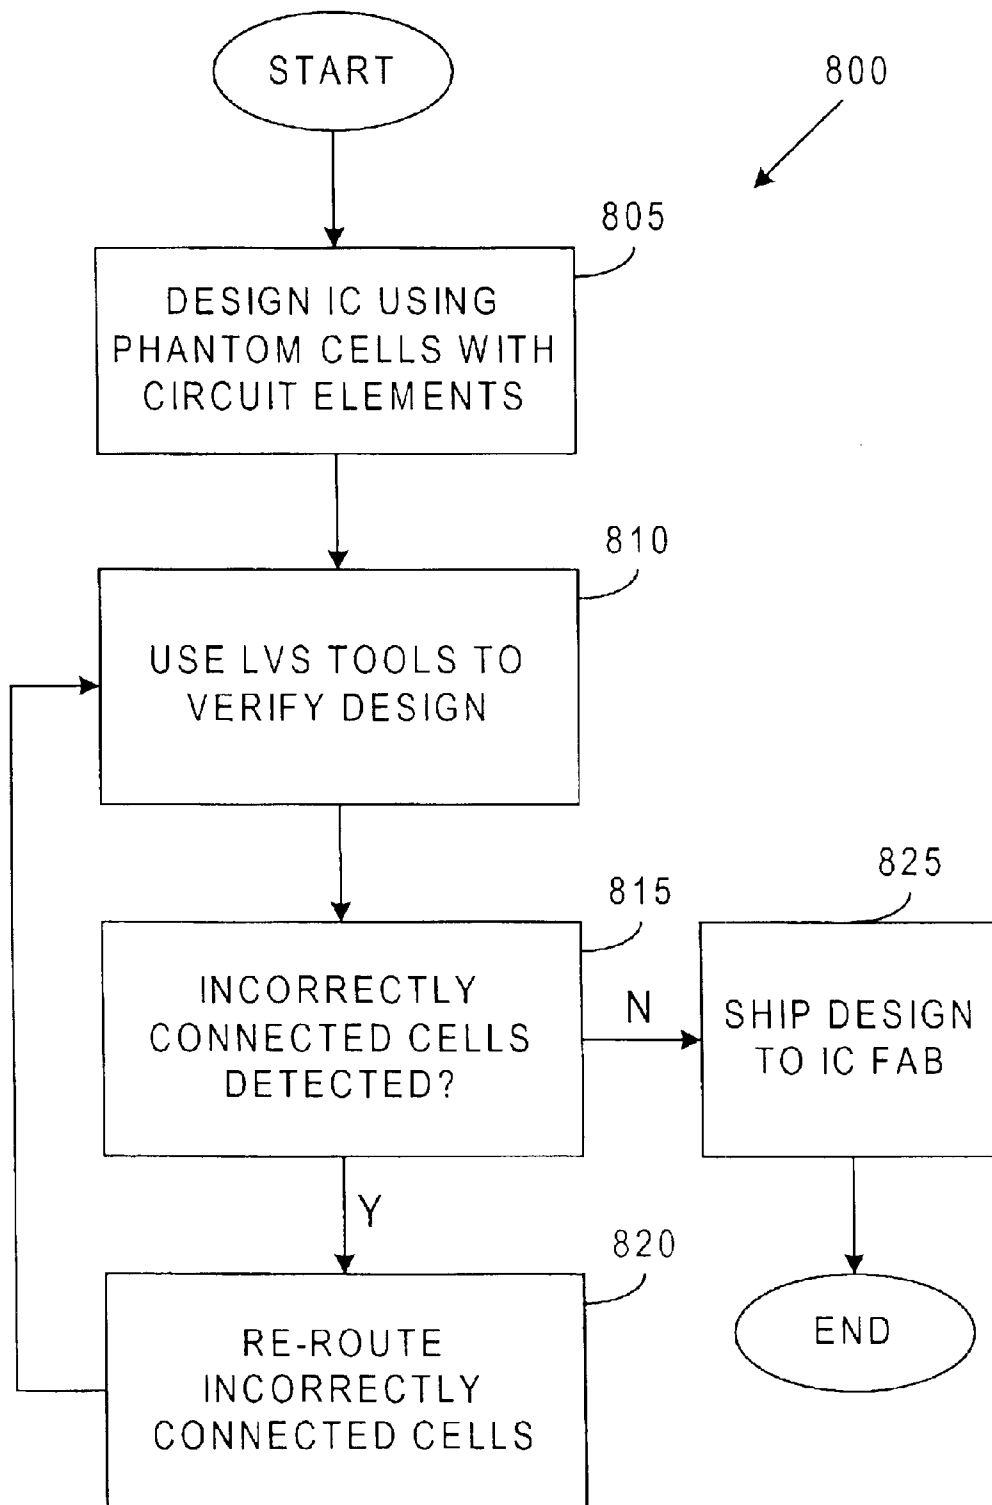 START
800
805
DESIGN IC USING
PHANTOM CELLS WITH
CIRCUIT ELEMENTS
810
USE LVS TOOLS TO
VERIFY DESIGN
815
825
INCORRECTLY
CONNECTED CELLS
DETECTED?
N
SHIP DESIGN
TO IC FAB
Y
820
RE-ROUTE
INCORRECTLY
CONNECTED CELLS
END